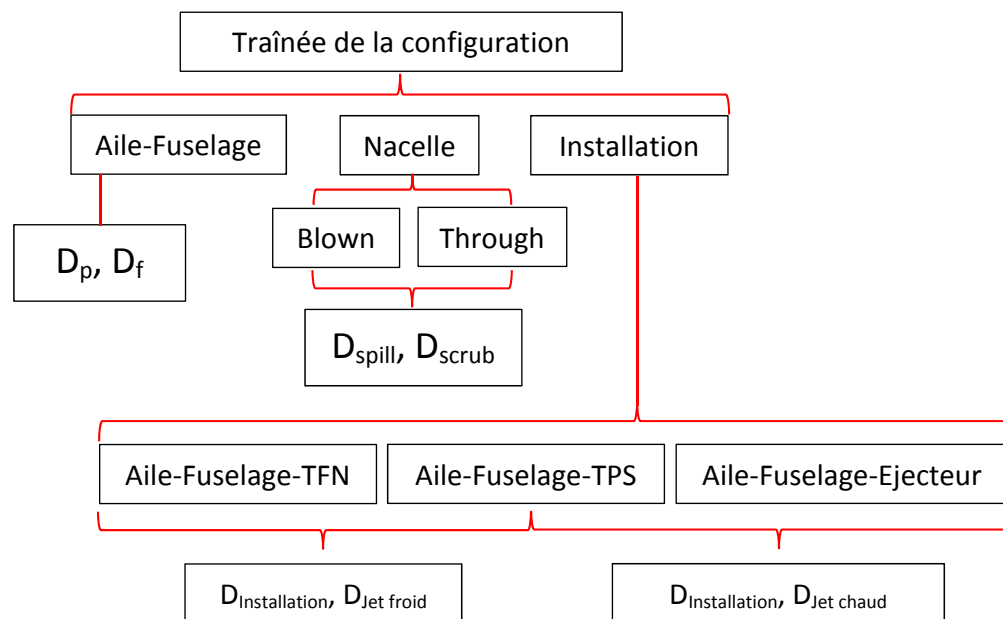 Traînée de la configuration
Aile-Fuselage
Nacelle
Installation
Blown
Through
Dp, Df
Dspill, Dscrub
Aile-Fuselage-TFN
Aile-Fuselage-TPS
Aile-Fuselage-Ejecteur
DInstallation, DJet froid
DInstallation, DJet chaud